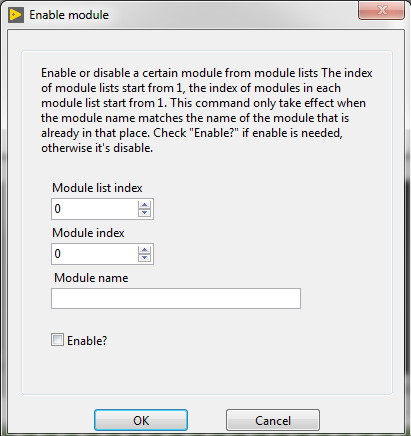 Enable module
Enable or disable a certain module from module lists The index
of module lists start from 1, the index of modules in each
module list start from 1. This command only take effect when
the module name matches the name of the module that is
already in that place. Check "Enable?" if enable is needed,
otherwise it's disable.
Module list index
0
Module index
0
Module name
Enable?
OK
Cancel